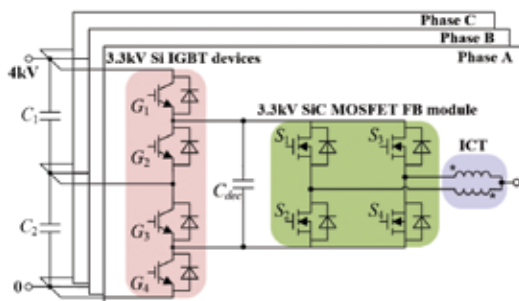 Phase C
Phase B
Phase A
3.3kV Si IGBT devices
4kV
G1
3.3kV SiC MOSFET FB module
C1
S1
S3
ICT
G2
*
Cdec
*
S2
S4
C2
G3
0
G4